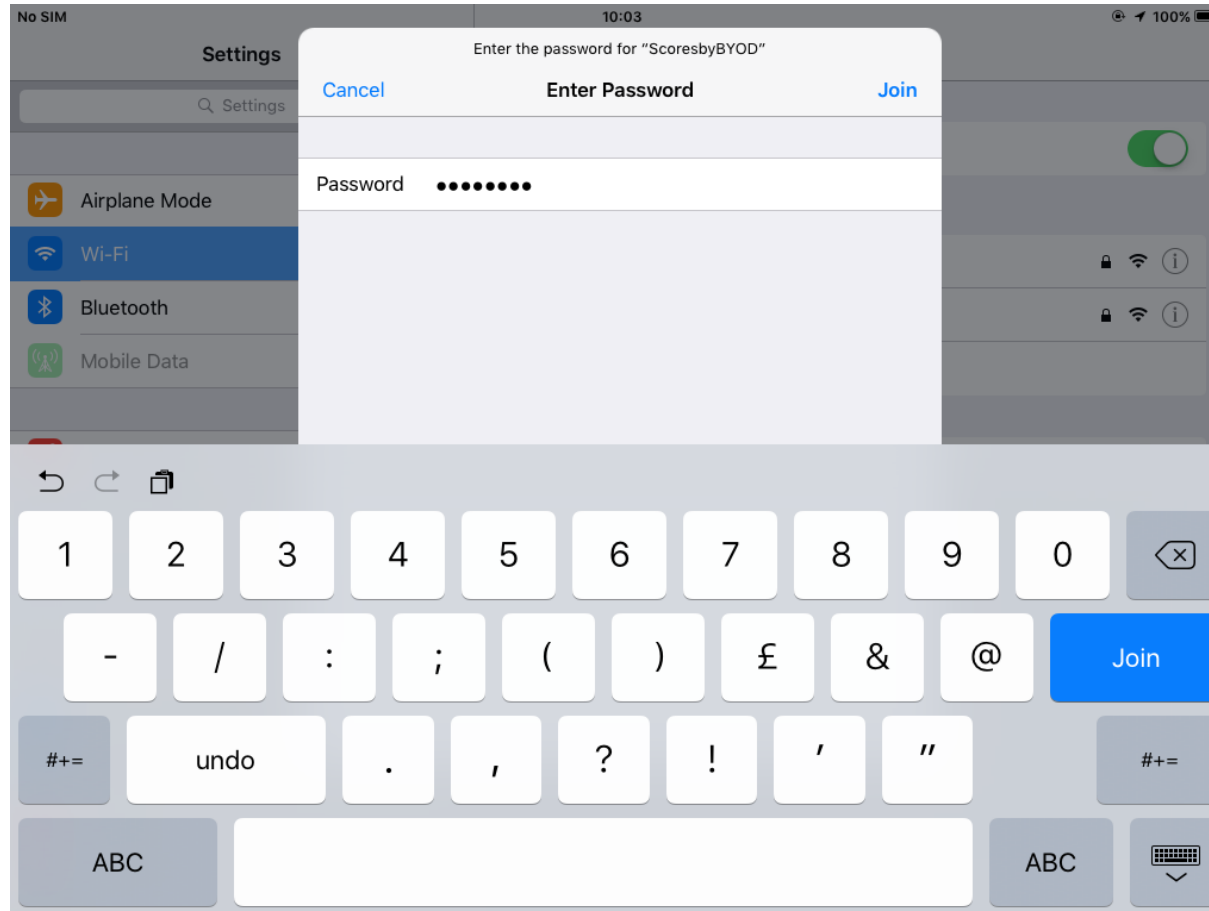 No SIM 10:03 100%
Enter the password for “ScoresbyBYOD”
Settings
Cancel Enter Password Join
Settings
Password ••••••••
Airplane Mode
Wi-Fi
Bluetooth
Mobile Data
1 2 3 4 5 6 7 8 9 0
- / : ; ( ) £ & @ Join
#+= undo . , ? ! ' " #+=
ABC ABC